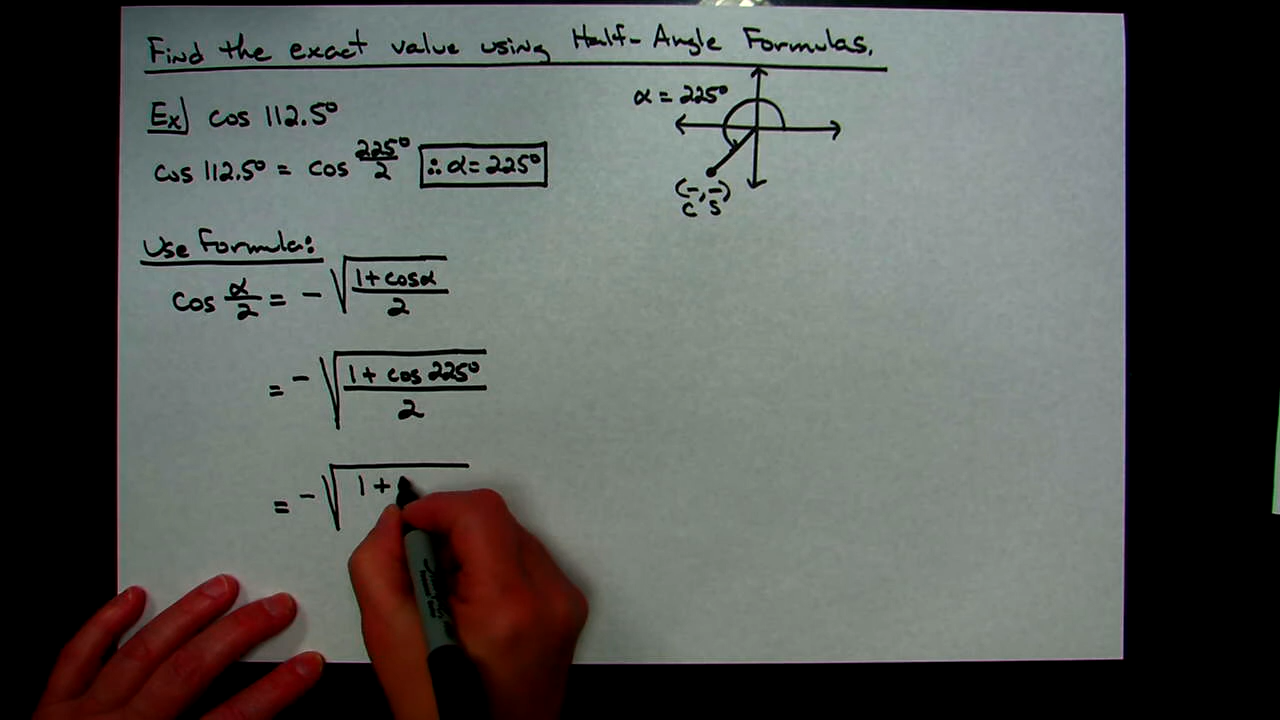 Find the exact value using Half-Angle Formulas.
Ex) cos 112.5°
α = 225°
cos 112.5° = cos 225°/2 ∴ α = 225°
(−, −)
C S
Use Formula:
cos α/2 = − √((1 + cos α)/2)
= − √((1 + cos 225°)/2)
= − √(1 +